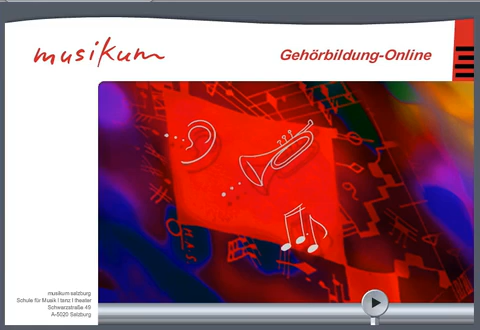 musikum
Gehörbildung-Online
musikum salzburg
Schule für Musik I tanz I theater
Schwarzstraße 49
A-5020 Salzburg